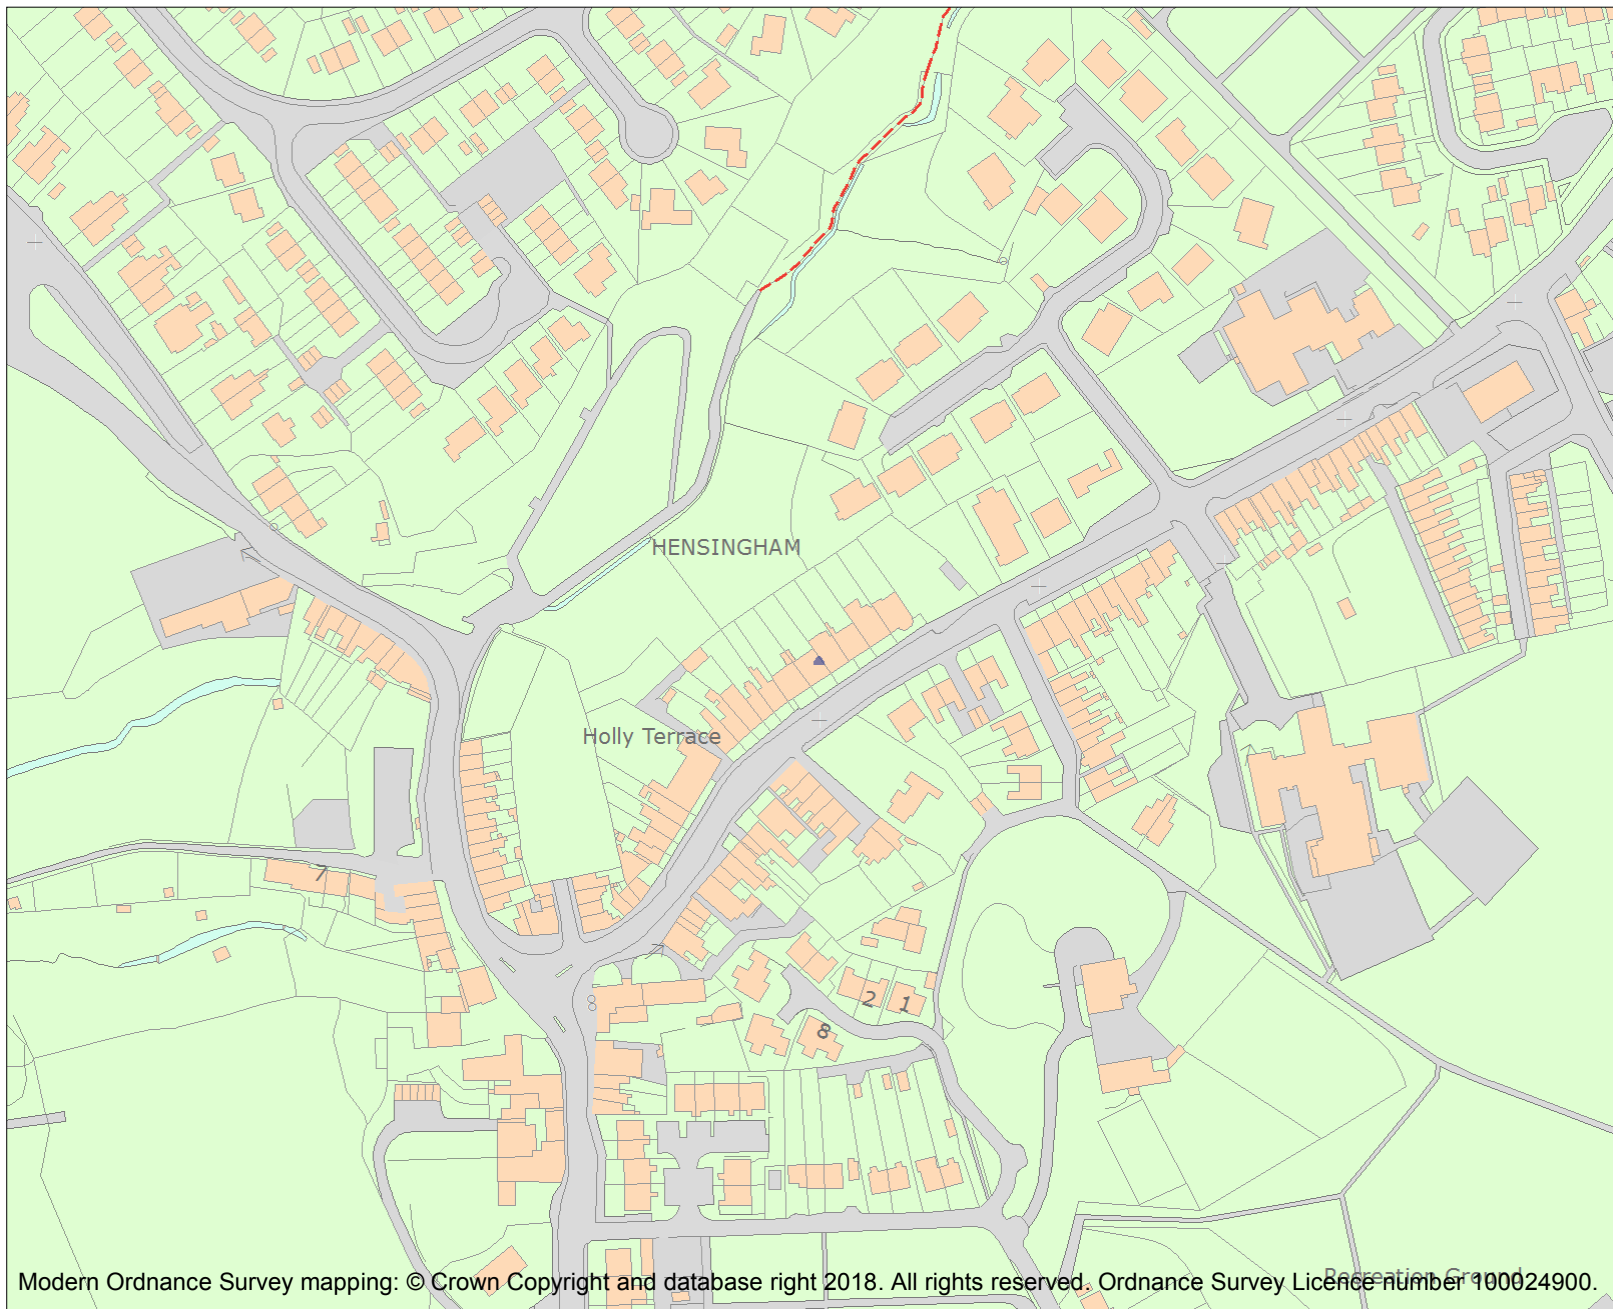 HENSINGHAM
Holly Terrace
7
2
1
8
Recreation Ground
Modern Ordnance Survey mapping: © Crown Copyright and database right 2018. All rights reserved. Ordnance Survey Licence number 100024900.